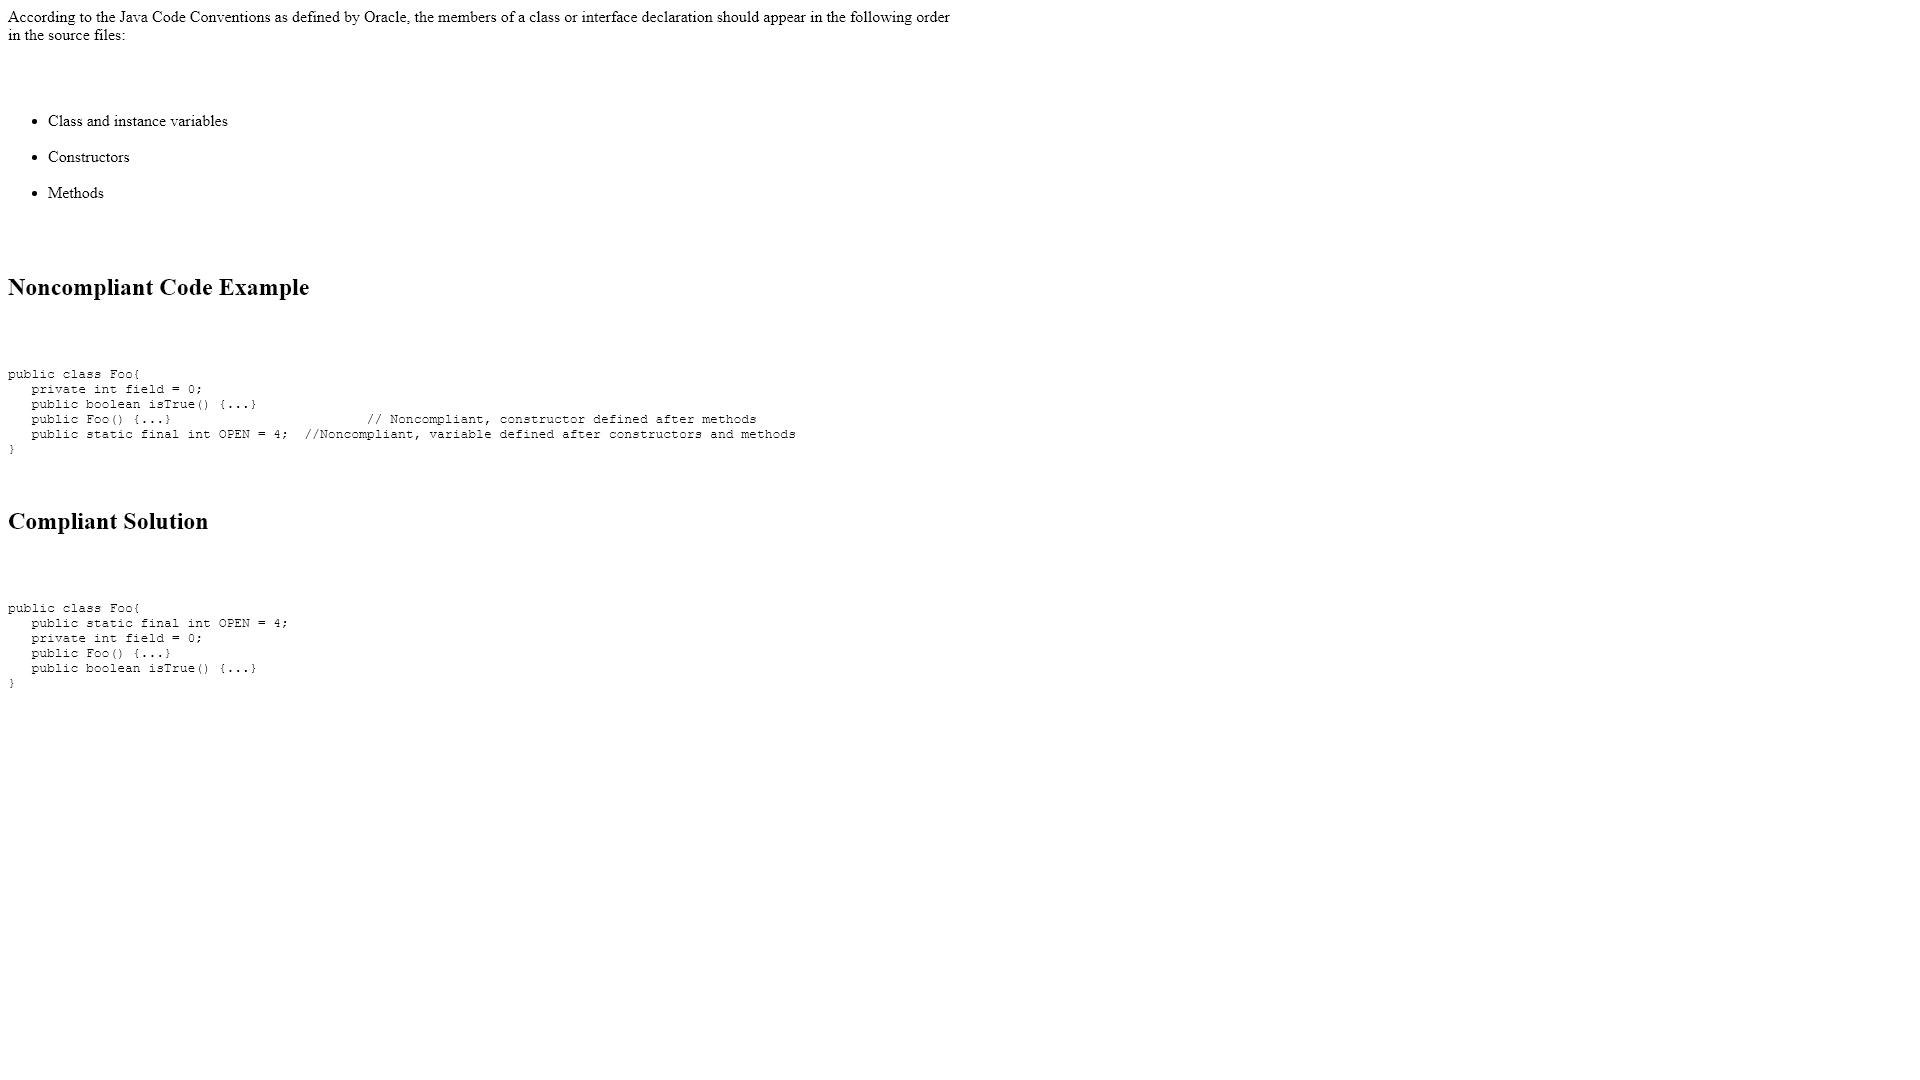 According to the Java Code Conventions as defined by Oracle, the members of a class or interface declaration should appear in the following order
in the source files:
• Class and instance variables
• Constructors
• Methods
Noncompliant Code Example
public class Foo{
   private int field = 0;
   public boolean isTrue() {...}
   public Foo() {...}                         // Noncompliant, constructor defined after methods
   public static final int OPEN = 4;  //Noncompliant, variable defined after constructors and methods
}
Compliant Solution
public class Foo{
   public static final int OPEN = 4;
   private int field = 0;
   public Foo() {...}
   public boolean isTrue() {...}
}